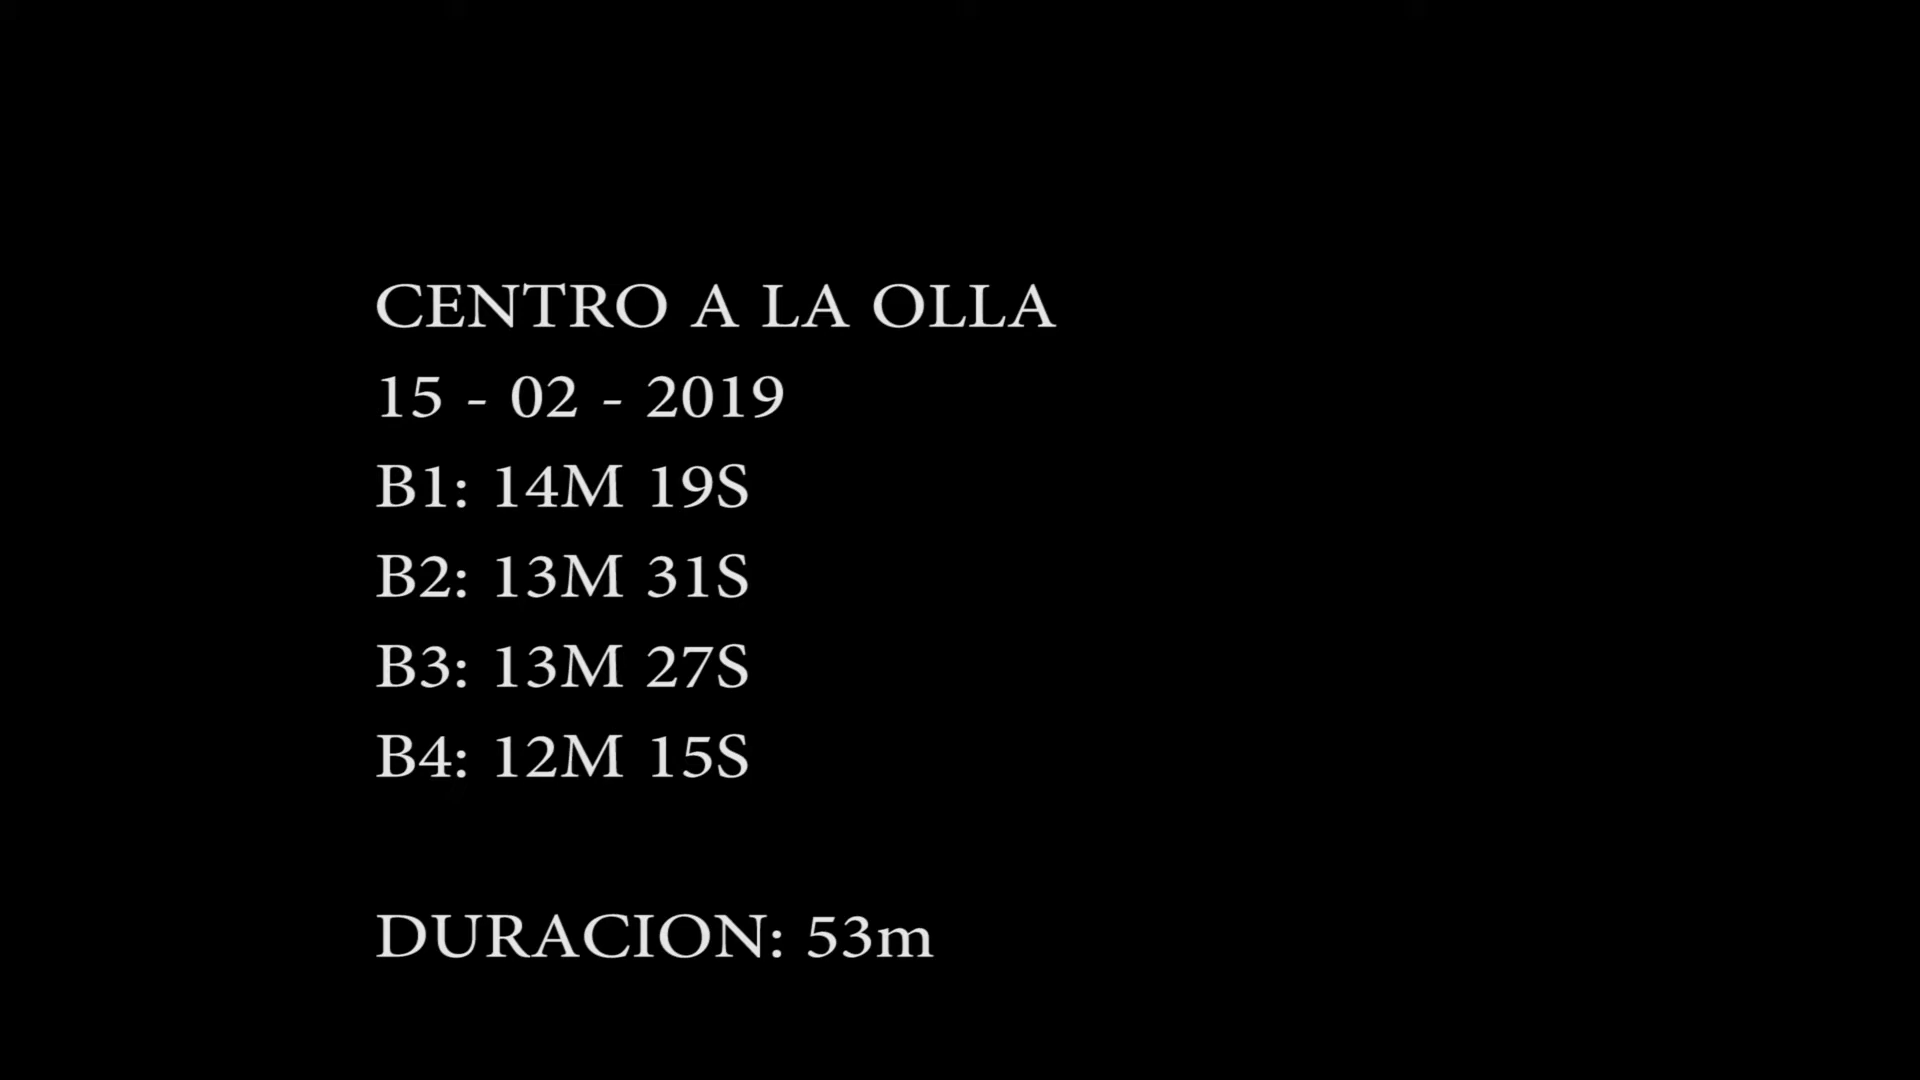 CENTRO A LA OLLA
15 - 02 - 2019
B1: 14M 19S
B2: 13M 31S
B3: 13M 27S
B4: 12M 15S
DURACION: 53m